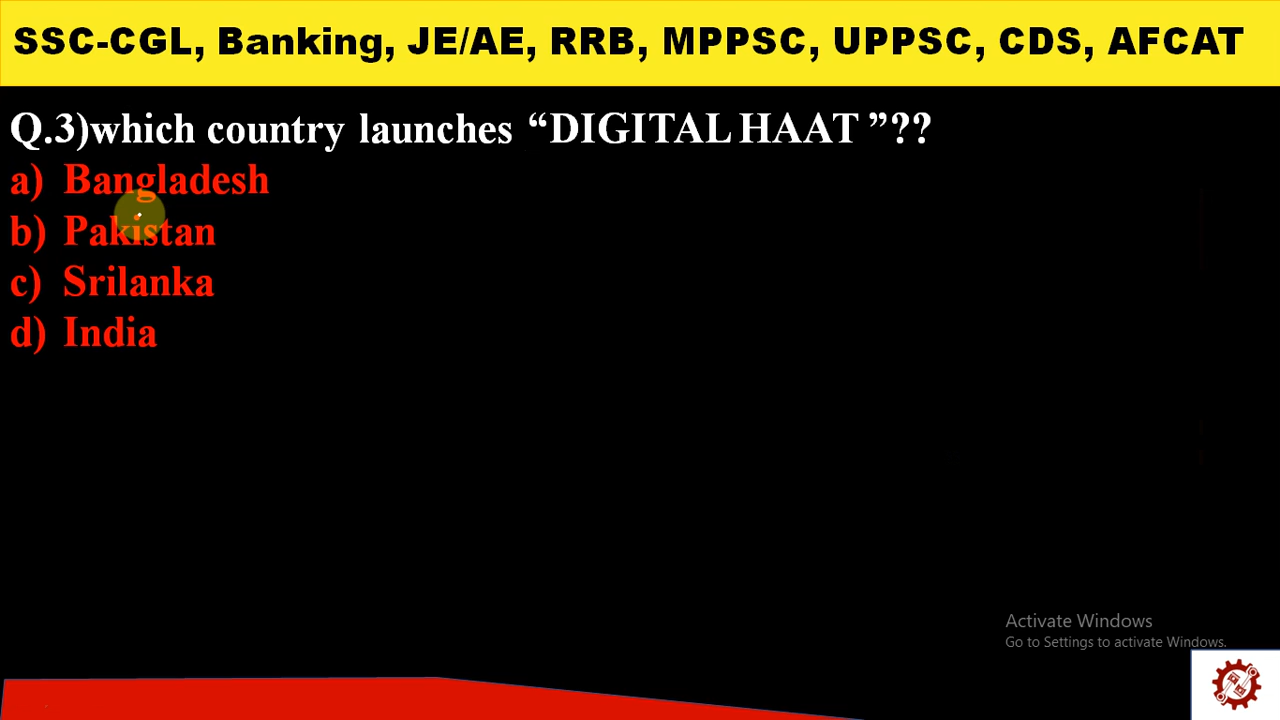 SSC-CGL, Banking, JE/AE, RRB, MPPSC, UPPSC, CDS, AFCAT
Q.3)which country launches “DIGITAL HAAT ”??
a) Bangladesh
b) Pakistan
c) Srilanka
d) India
Activate Windows
Go to Settings to activate Windows.